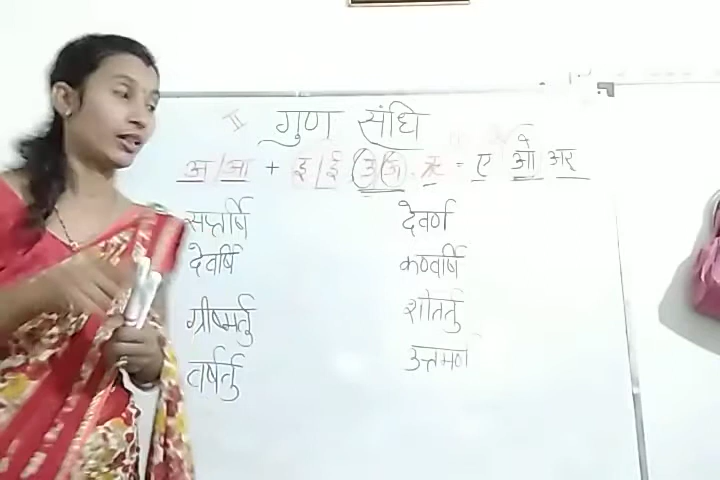 II गुण संधि
अ/आ + इ/ई उ/ऊ, ऋ = ए ओ अर्
सप्तर्षि
देवर्षि
ग्रीष्मर्तु
वर्षर्तु
देवर्ण
कण्वर्षि
शीतर्तु
उत्तमर्ण